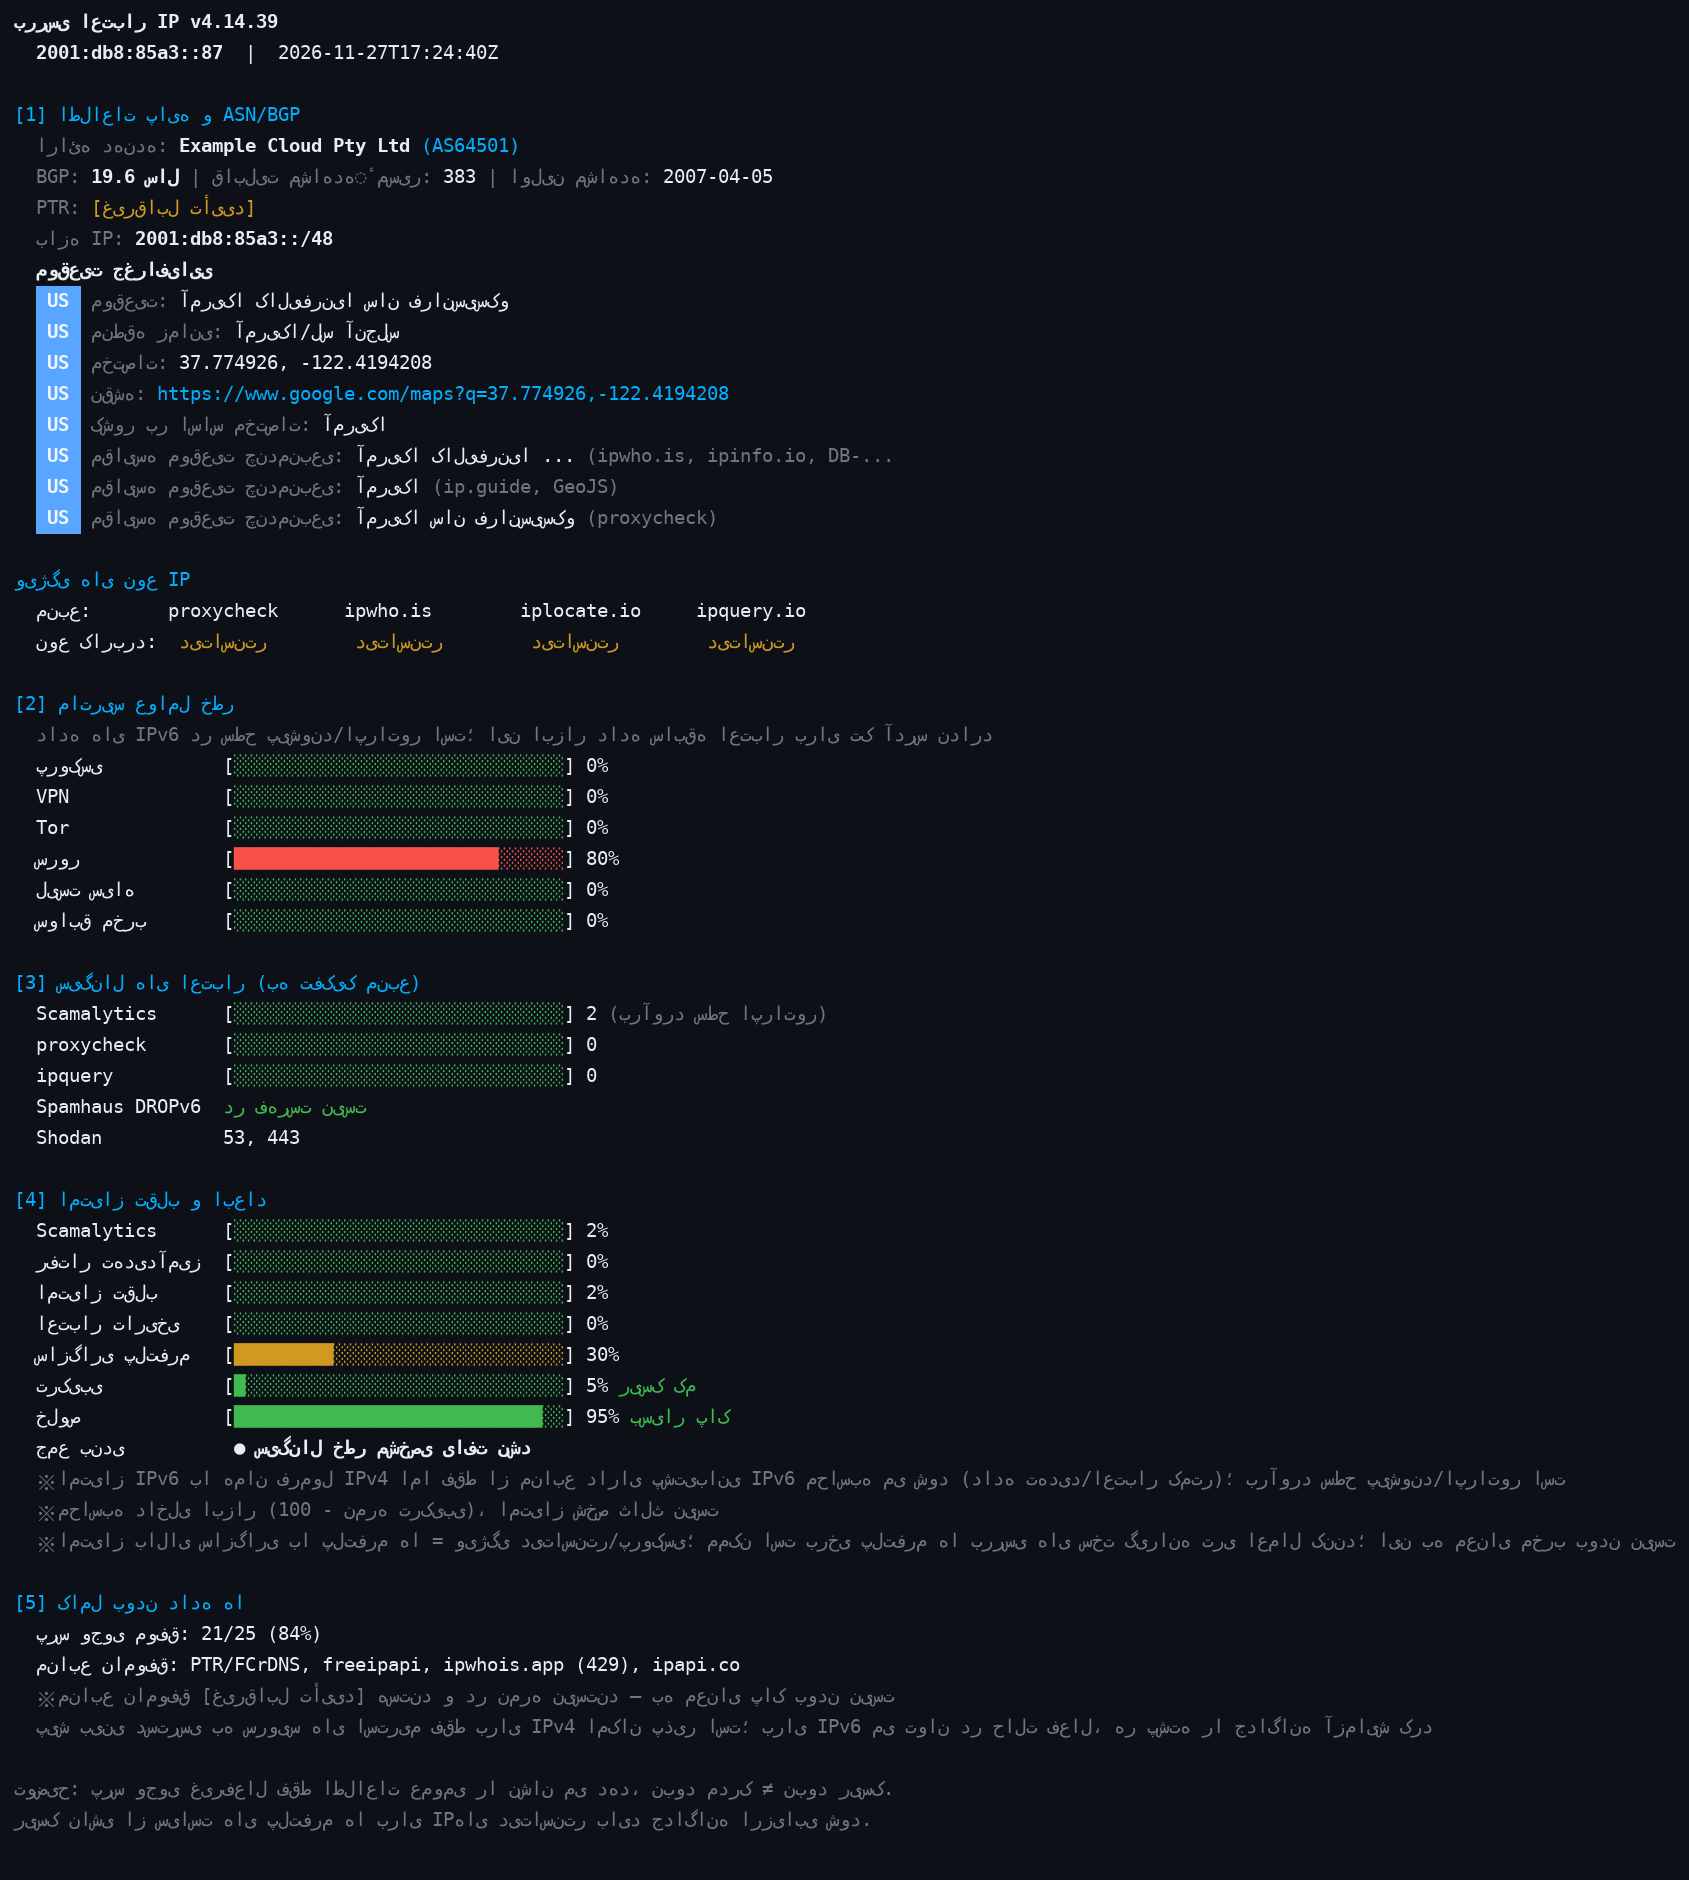 بررسی اعتبار IP v4.14.39
2001:db8:85a3::87 | 2026-11-27T17:24:40Z
[1] اطلاعات پایه و ASN/BGP
ارائه دهنده: Example Cloud Pty Ltd (AS64501)
BGP: 19.6 سال | قابلیت مشاهدهٔ مسیر: 383 | اولین مشاهده: 2007-04-05
PTR: [غیرقابل تأیید]
بازه IP: 2001:db8:85a3::/48
موقعیت جغرافیایی
US موقعیت: آمریکا کالیفرنیا سان فرانسیسکو
US منطقه زمانی: آمریکا/لس آنجلس
US مختصات: 37.774926, -122.4194208
US نقشه: https://www.google.com/maps?q=37.774926,-122.4194208
US کشور بر اساس مختصات: آمریکا
US مقایسه موقعیت چندمنبعی: آمریکا کالیفرنیا ... (ipwho.is, ipinfo.io, DB-...
US مقایسه موقعیت چندمنبعی: آمریکا (ip.guide, GeoJS)
US مقایسه موقعیت چندمنبعی: آمریکا سان فرانسیسکو (proxycheck)
ویژگی های نوع IP
منبع: proxycheck ipwho.is iplocate.io ipquery.io
نوع کاربرد: دیتاسنتر دیتاسنتر دیتاسنتر دیتاسنتر
[2] ماتریس عوامل خطر
داده های IPv6 در سطح پیشوند/اپراتور است؛ این ابزار داده سابقه اعتبار برای تک آدرس ندارد
پروکسی [] 0%
VPN [] 0%
Tor [] 0%
سرور [] 80%
لیست سیاه [] 0%
سوابق مخرب [] 0%
[3] سیگنال های اعتبار (به تفکیک منبع)
Scamalytics [] 2 (برآورد سطح اپراتور)
proxycheck [] 0
ipquery [] 0
Spamhaus DROPv6 در فهرست نیست
Shodan 53, 443
[4] امتیاز تقلب و ابعاد
Scamalytics [] 2%
رفتار تهدیدآمیز [] 0%
امتیاز تقلب [] 2%
اعتبار تاریخی [] 0%
سازگاری پلتفرم [] 30%
ترکیبی [] 5% ریسک کم
خلوص [] 95% بسیار پاک
جمع بندی ● سیگنال خطر مشخصی یافت نشد
※ امتیاز IPv6 با همان فرمول IPv4 اما فقط از منابع دارای پشتیبانی IPv6 محاسبه می شود (داده تهدید/اعتبار کمتر)؛ برآورد سطح پیشوند/اپراتور است
※ محاسبه داخلی ابزار (100 - نمره ترکیبی)، امتیاز شخص ثالث نیست
※ امتیاز بالای سازگاری با پلتفرم ها = ویژگی دیتاسنتر/پروکسی؛ ممکن است برخی پلتفرم ها بررسی های سخت گیرانه تری اعمال کنند؛ این به معنای مخرب بودن نیست
[5] کامل بودن داده ها
پرس وجوی موفق: 21/25 (84%)
منابع ناموفق: PTR/FCrDNS, freeipapi, ipwhois.app (429), ipapi.co
※ منابع ناموفق [غیرقابل تأیید] هستند و در نمره نیستند — به معنای پاک بودن نیست
پیش بینی دسترسی به سرویس های استریم فقط برای IPv4 امکان پذیر است؛ برای IPv6 می توان در حالت فعال، هر پشته را جداگانه آزمایش کرد
توضیح: پرس وجوی غیرفعال فقط اطلاعات عمومی را نشان می دهد، نبود مدرک ≠ نبود ریسک.
ریسک ناشی از سیاست های پلتفرم ها برای IPهای دیتاسنتر باید جداگانه ارزیابی شود.